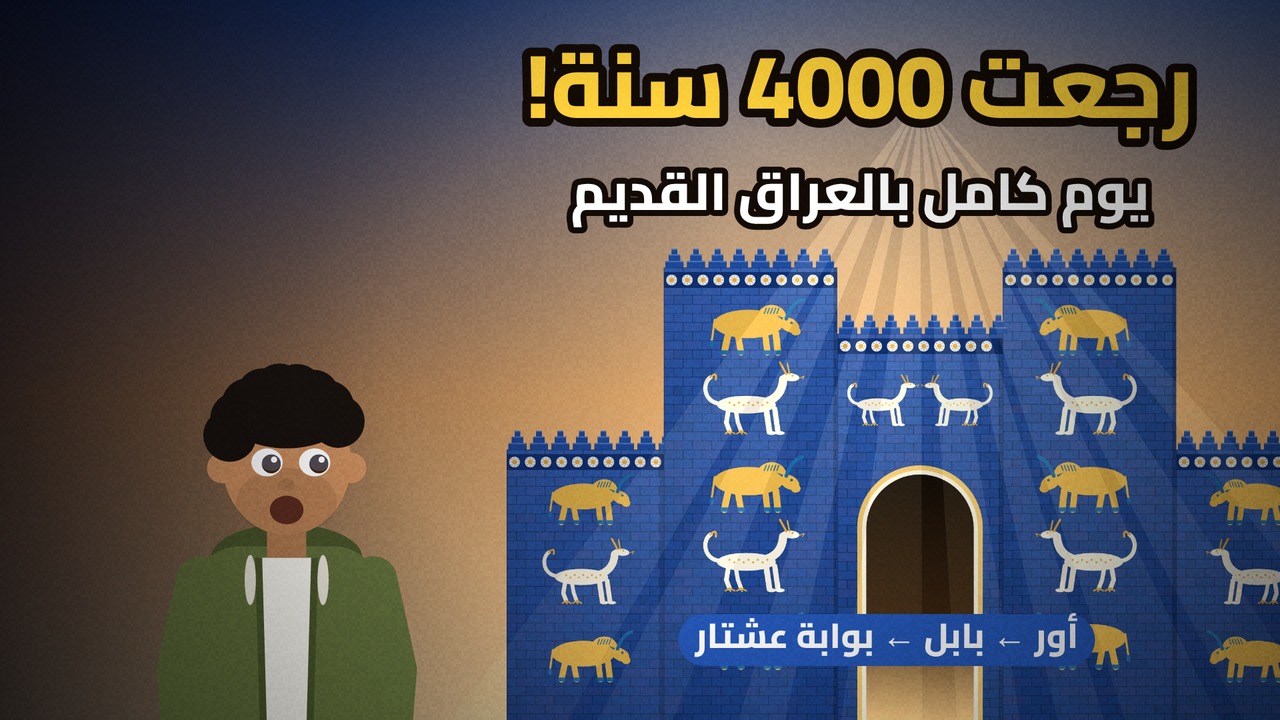 رجعت 4000 سنة!
يوم كامل بالعراق القديم
أور ← بابل ← بوابة عشتار